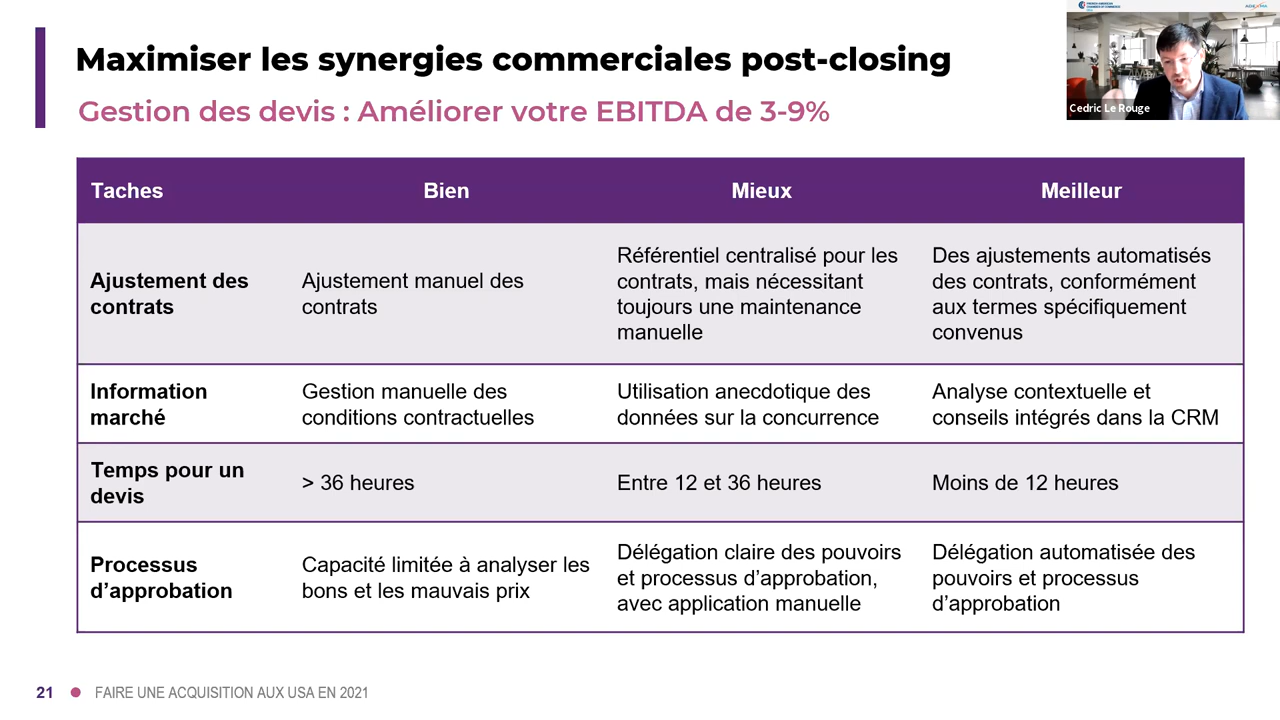 Maximiser les synergies commerciales post-closing
Gestion des devis : Améliorer votre EBITDA de 3-9%
Cedric Le Rouge
Taches
Bien
Mieux
Meilleur
Ajustement des
contrats
Ajustement manuel des
contrats
Référentiel centralisé pour les
contrats, mais nécessitant
toujours une maintenance
manuelle
Des ajustements automatisés
des contrats, conformément
aux termes spécifiquement
convenus
Information
marché
Gestion manuelle des
conditions contractuelles
Utilisation anecdotique des
données sur la concurrence
Analyse contextuelle et
conseils intégrés dans la CRM
Temps pour un
devis
> 36 heures
Entre 12 et 36 heures
Moins de 12 heures
Processus
d’approbation
Capacité limitée à analyser les
bons et les mauvais prix
Délégation claire des pouvoirs
et processus d’approbation,
avec application manuelle
Délégation automatisée des
pouvoirs et processus
d’approbation
21
FAIRE UNE ACQUISITION AUX USA EN 2021